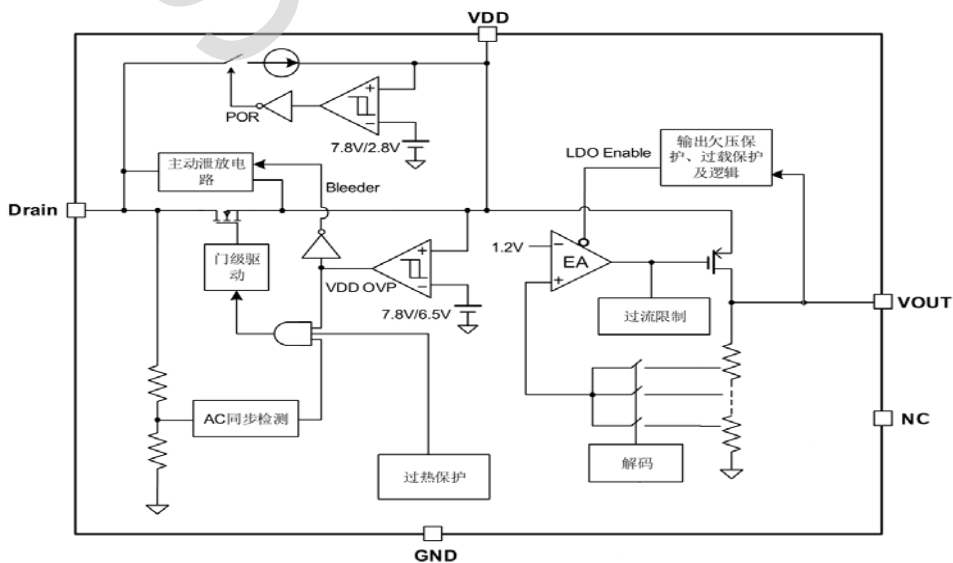 VDD
POR
7.8V/2.8V
主动泄放电
路
Bleeder
LDO Enable
输出欠压保
护、过载保护
及逻辑
Drain
门级驱
动
VDD OVP
7.8V/6.5V
1.2V
EA
过流限制
VOUT
AC同步检测
过热保护
解码
NC
GND